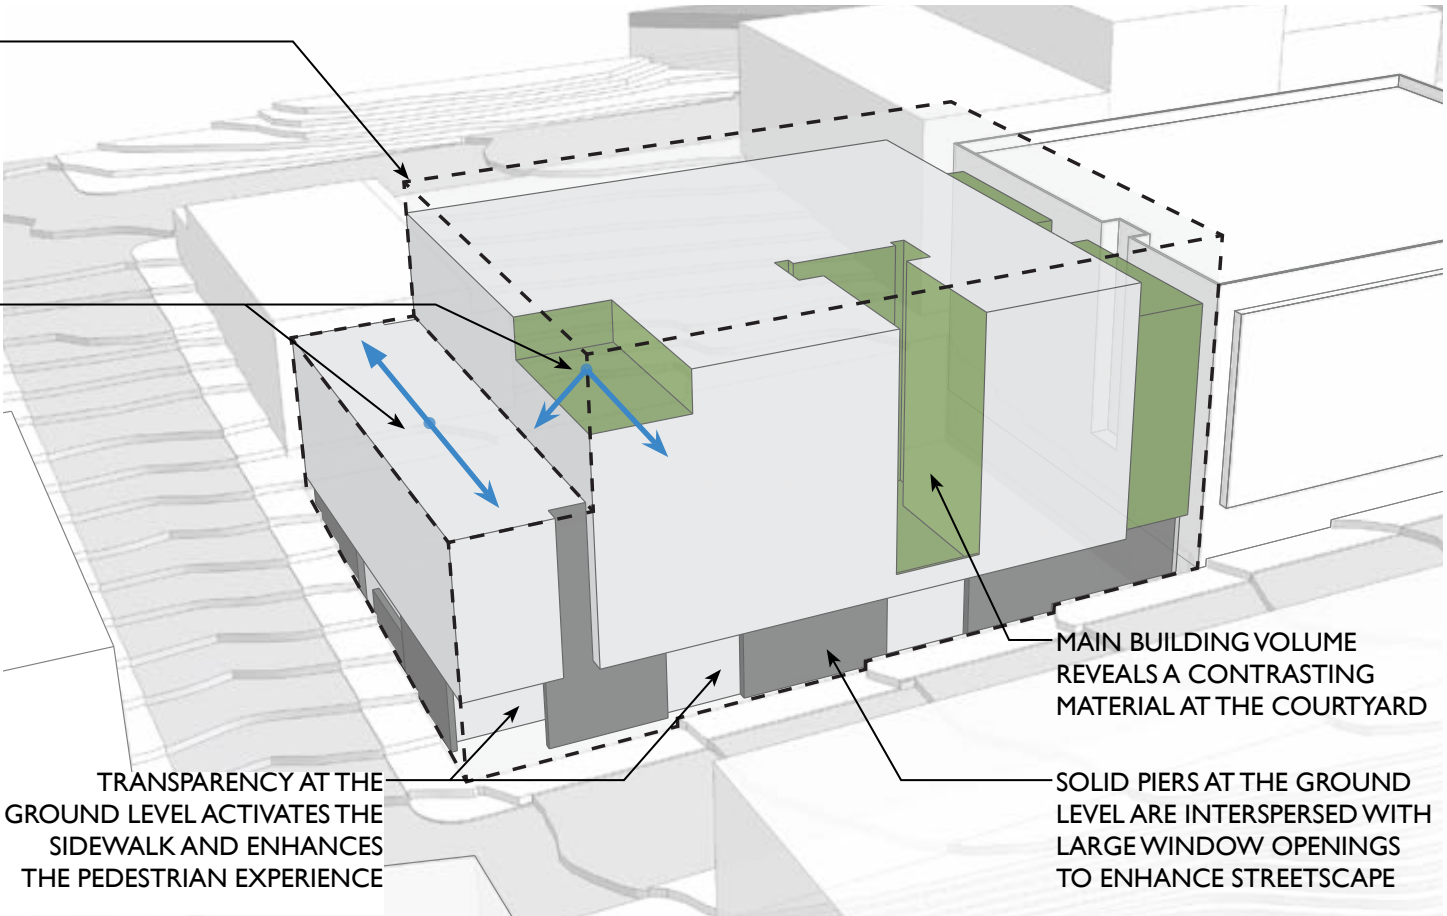 MAIN BUILDING VOLUME
REVEALS A CONTRASTING
MATERIAL AT THE COURTYARD
TRANSPARENCY AT THE
GROUND LEVEL ACTIVATES THE
SIDEWALK AND ENHANCES
THE PEDESTRIAN EXPERIENCE
SOLID PIERS AT THE GROUND
LEVEL ARE INTERSPERSED WITH
LARGE WINDOW OPENINGS
TO ENHANCE STREETSCAPE